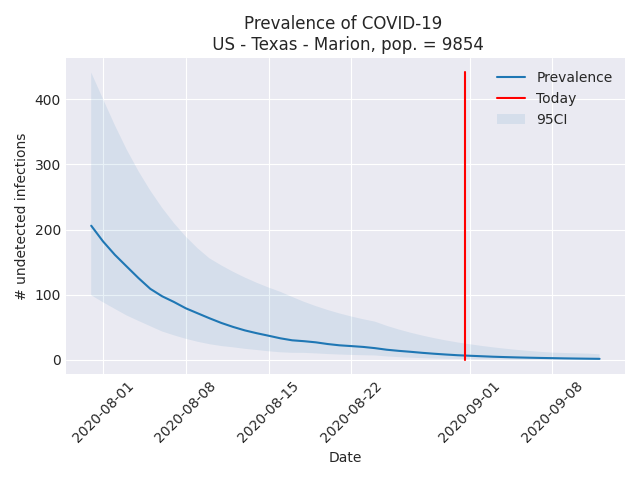 Prevalence of COVID-19
US - Texas - Marion, pop. = 9854
Prevalence
Today
95CI
# undetected infections
400
300
200
100
0
2020-08-01
2020-08-08
2020-08-15
2020-08-22
2020-09-01
2020-09-08
Date